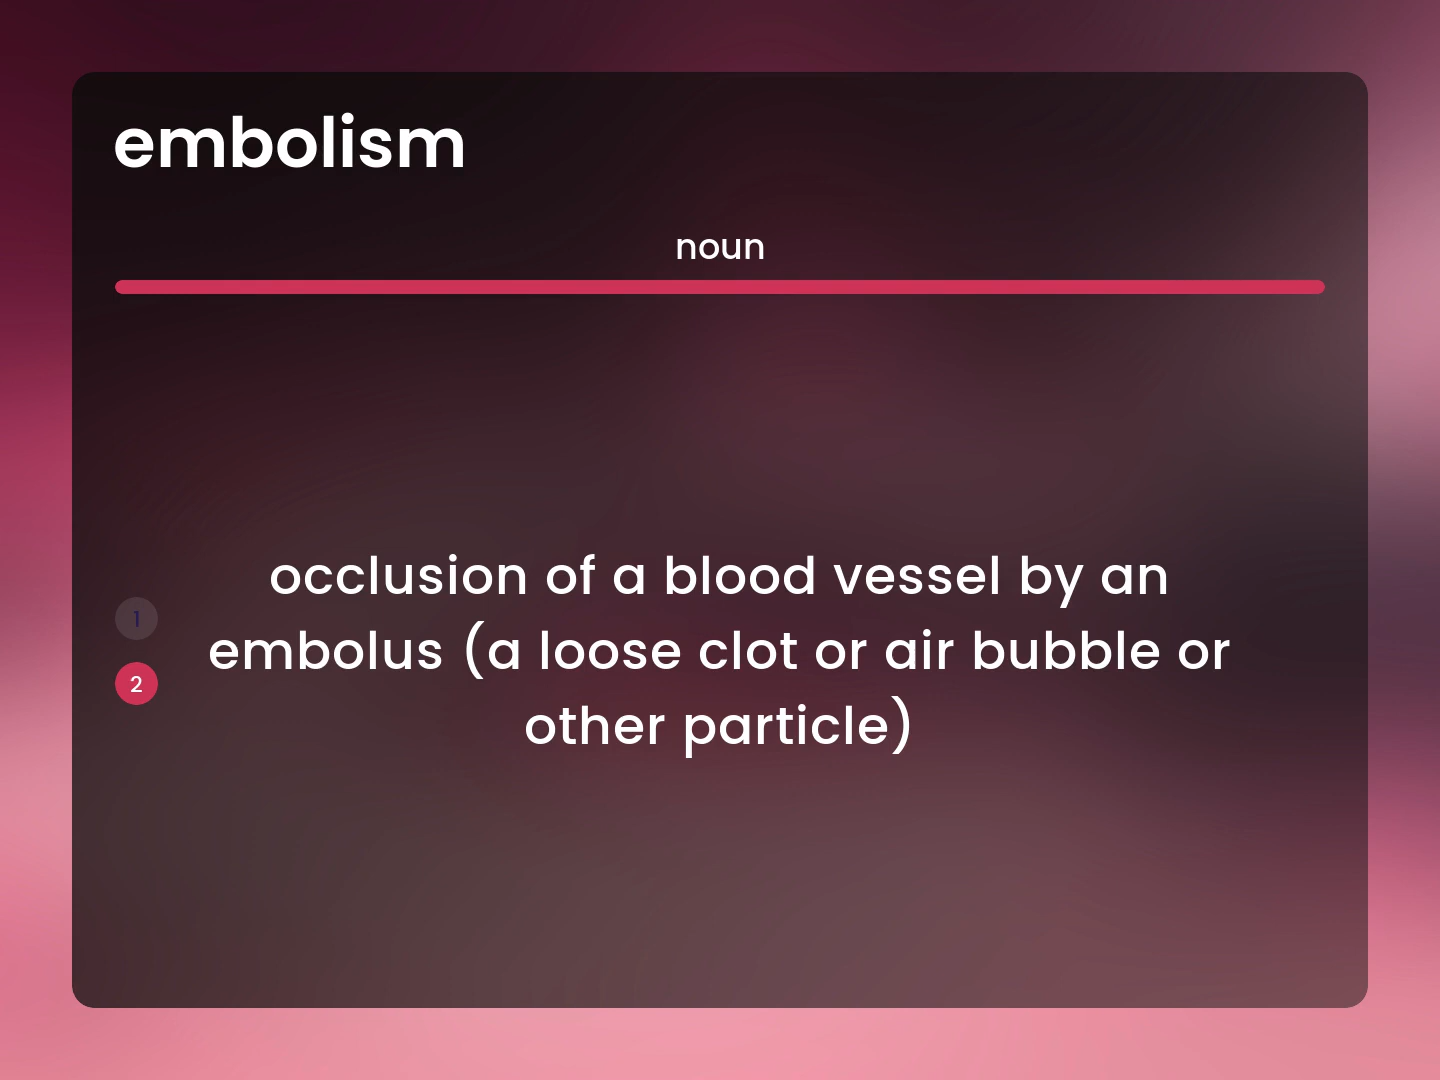 embolism
noun
1
2
occlusion of a blood vessel by an
embolus (a loose clot or air bubble or
other particle)